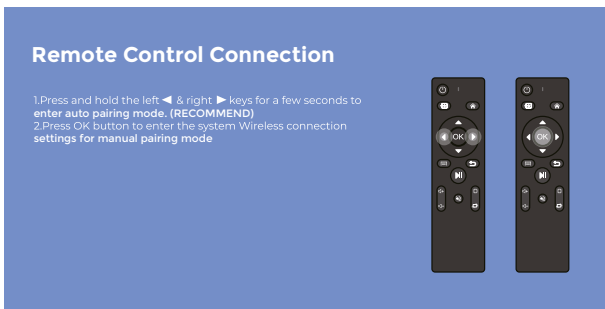 Remote Control Connection
1.Press and hold the left ◀ & right ▶ keys for a few seconds to
enter auto pairing mode. (RECOMMEND)
2.Press OK button to enter the system Wireless connection
settings for manual pairing mode
OK OK